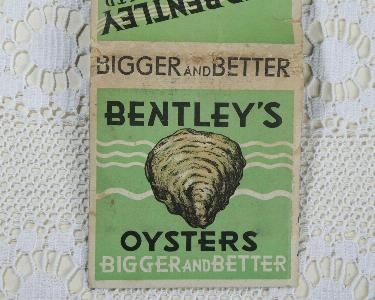 BENTLEY
BIGGER AND BETTER
BENTLEY'S
OYSTERS
BIGGER AND BETTER